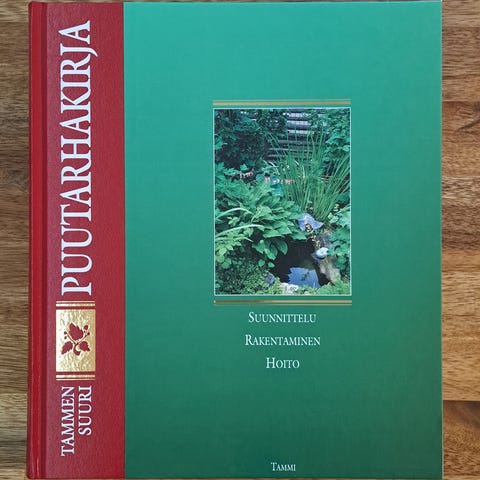 TAMMEN
SUURI
PUUTARHAKIRJA
SUUNNITTELU
RAKENTAMINEN
HOITO
TAMMI